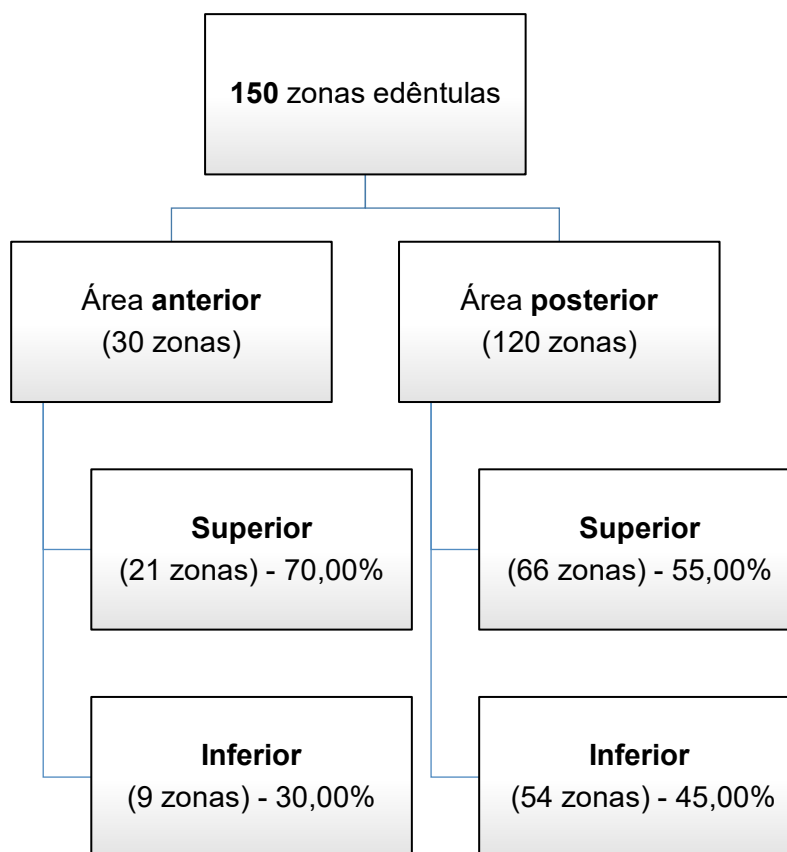 150 zonas edêntulas
Área anterior
(30 zonas)
Área posterior
(120 zonas)
Superior
(21 zonas) - 70,00%
Superior
(66 zonas) - 55,00%
Inferior
(9 zonas) - 30,00%
Inferior
(54 zonas) - 45,00%